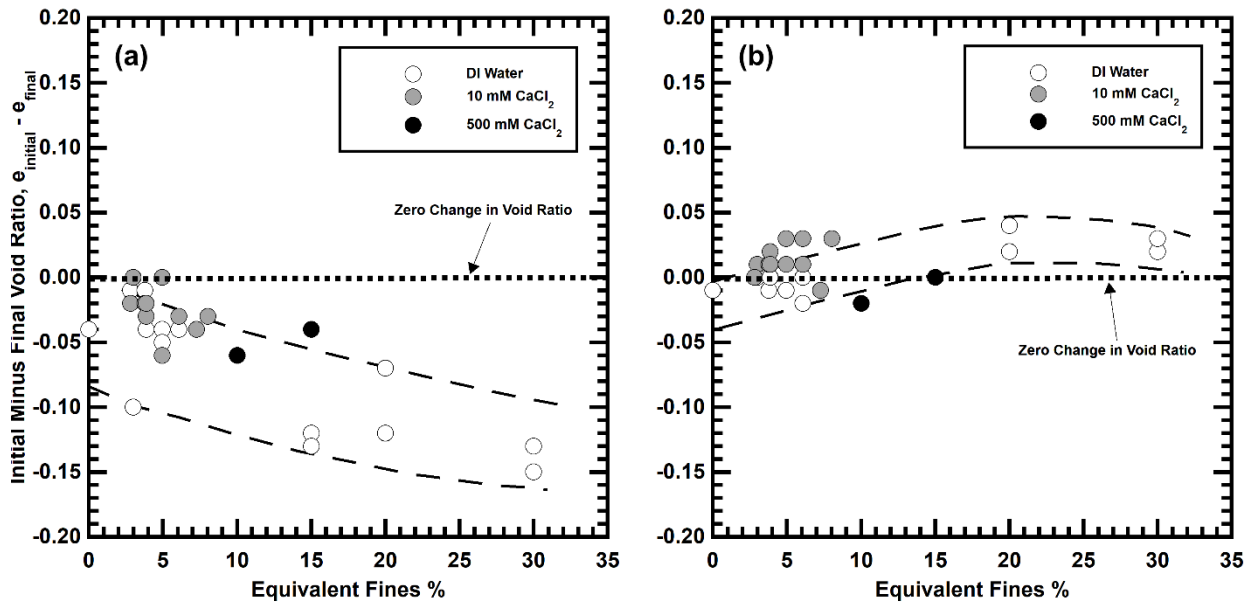 (a)
DI Water
10 mM CaCl2
500 mM CaCl2
Zero Change in Void Ratio
Initial Minus Final Void Ratio, e_initial - e_final
0.20
0.15
0.10
0.05
0.00
-0.05
-0.10
-0.15
-0.20
0 5 10 15 20 25 30 35
Equivalent Fines %
(b)
DI Water
10 mM CaCl2
500 mM CaCl2
Zero Change in Void Ratio
0.20
0.15
0.10
0.05
0.00
-0.05
-0.10
-0.15
-0.20
0 5 10 15 20 25 30 35
Equivalent Fines %